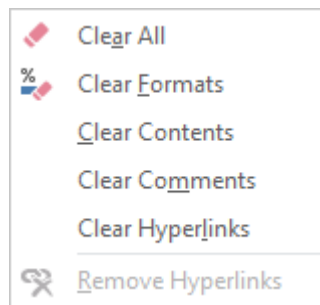 Clear All
% Clear Formats
Clear Contents
Clear Comments
Clear Hyperlinks
Remove Hyperlinks